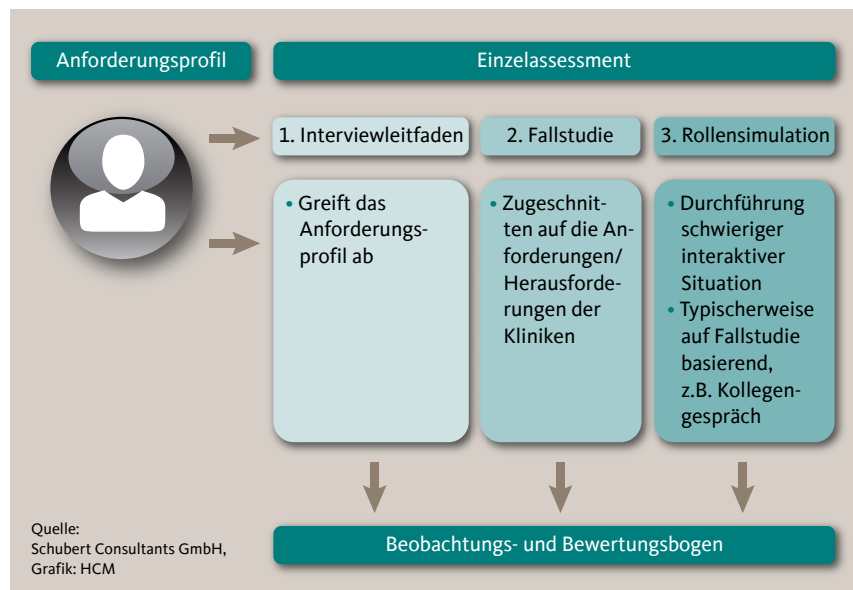 Anforderungsprofil
Einzelassessment
1. Interviewleitfaden
2. Fallstudie
3. Rollensimulation
• Greift das
Anforderungs-
profil ab
• Zugeschnit-
ten auf die An-
forderungen/
Herausforde-
rungen der
Kliniken
• Durchführung
schwieriger
interaktiver
Situation
• Typischerweise
auf Fallstudie
basierend,
z.B. Kollegen-
gespräch
Quelle:
Schubert Consultants GmbH,
Grafik: HCM
Beobachtungs- und Bewertungsbogen